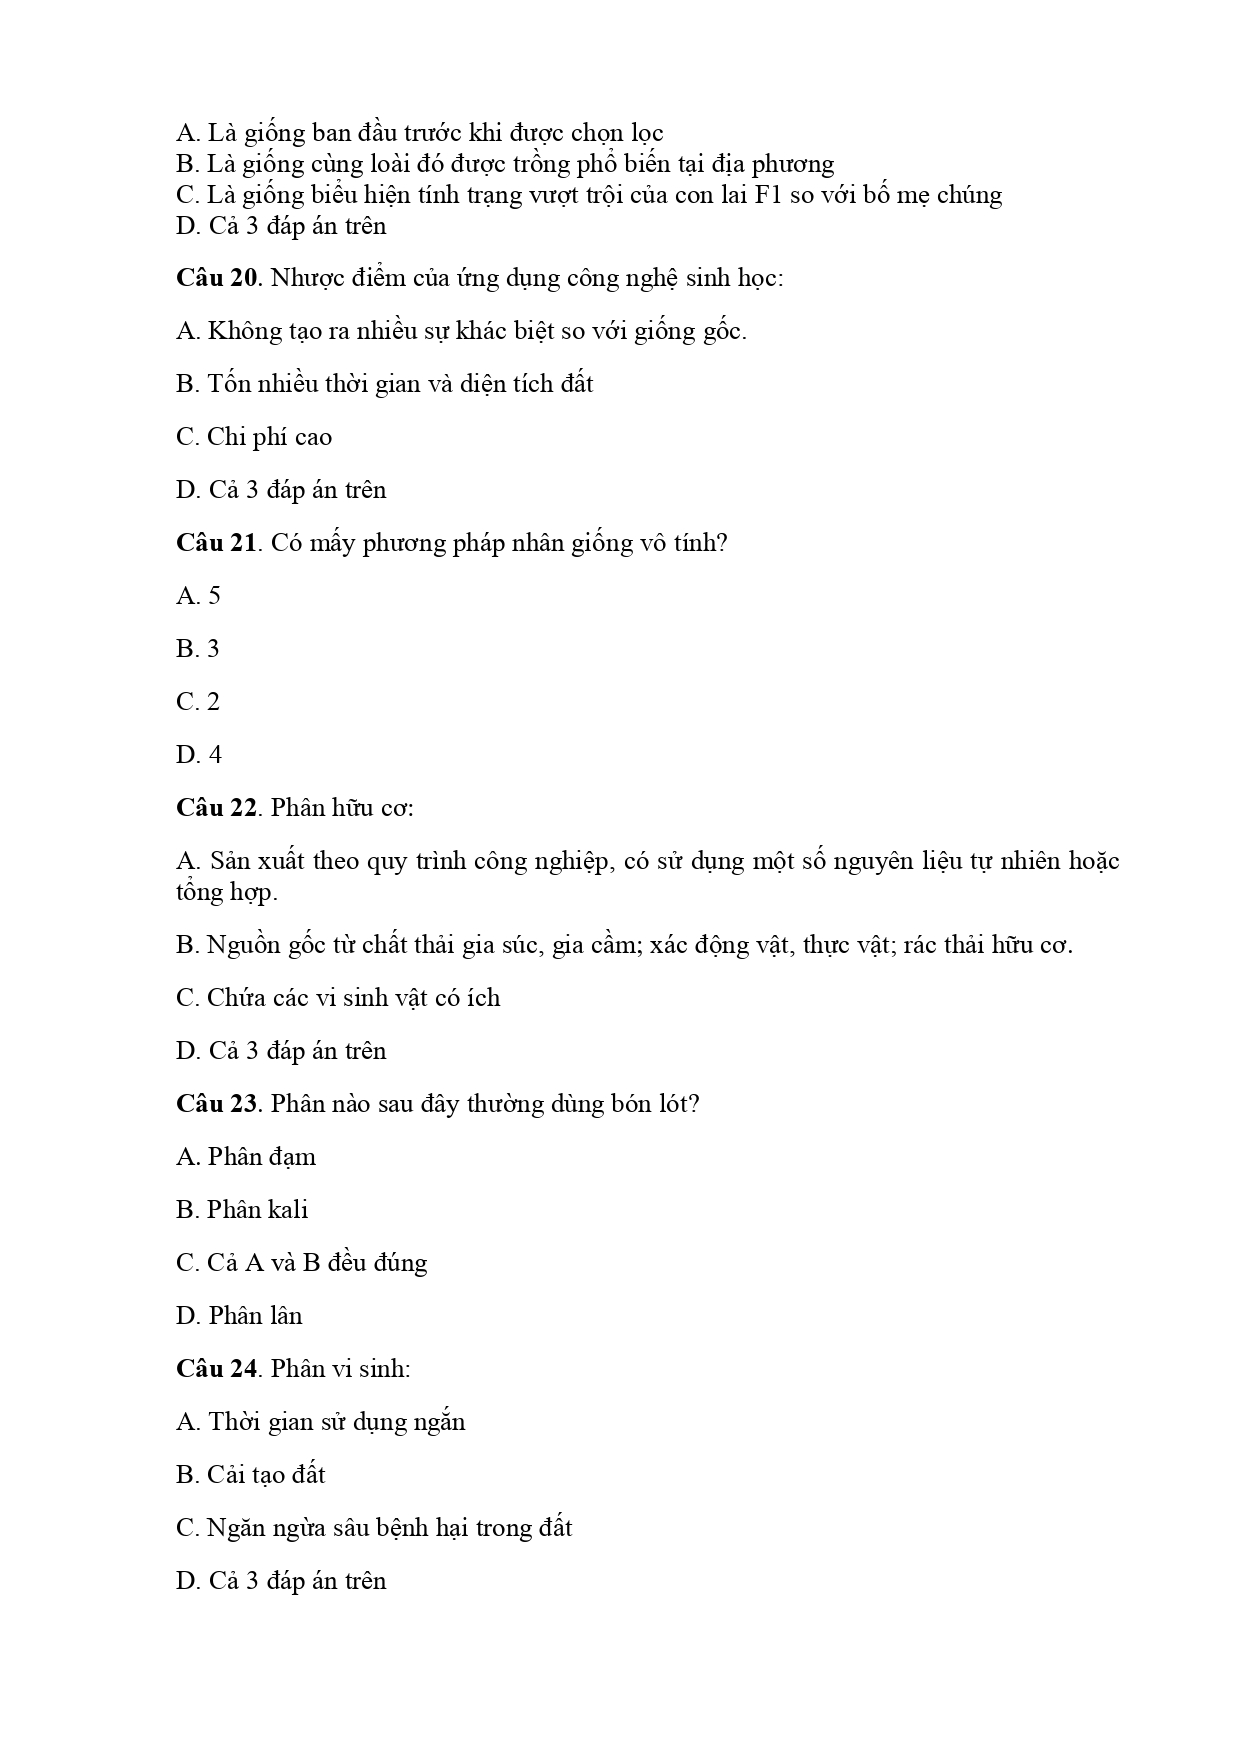 A. Là giống ban đầu trước khi được chọn lọc
B. Là giống cùng loài đó được trồng phổ biến tại địa phương
C. Là giống biểu hiện tính trạng vượt trội của con lai F1 so với bố mẹ chúng
D. Cả 3 đáp án trên
Câu 20. Nhược điểm của ứng dụng công nghệ sinh học:
A. Không tạo ra nhiều sự khác biệt so với giống gốc.
B. Tốn nhiều thời gian và diện tích đất
C. Chi phí cao
D. Cả 3 đáp án trên
Câu 21. Có mấy phương pháp nhân giống vô tính?
A. 5
B. 3
C. 2
D. 4
Câu 22. Phân hữu cơ:
A. Sản xuất theo quy trình công nghiệp, có sử dụng một số nguyên liệu tự nhiên hoặc
tổng hợp.
B. Nguồn gốc từ chất thải gia súc, gia cầm; xác động vật, thực vật; rác thải hữu cơ.
C. Chứa các vi sinh vật có ích
D. Cả 3 đáp án trên
Câu 23. Phân nào sau đây thường dùng bón lót?
A. Phân đạm
B. Phân kali
C. Cả A và B đều đúng
D. Phân lân
Câu 24. Phân vi sinh:
A. Thời gian sử dụng ngắn
B. Cải tạo đất
C. Ngăn ngừa sâu bệnh hại trong đất
D. Cả 3 đáp án trên